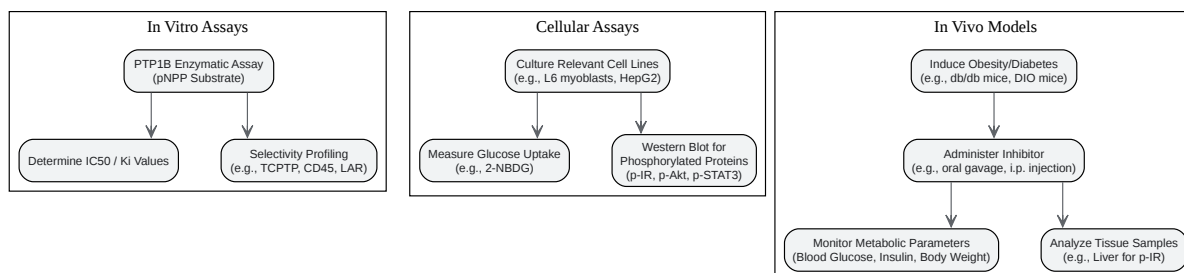 In Vitro Assays
PTP1B Enzymatic Assay
(pNPP Substrate)
Determine IC50 / Ki Values
Selectivity Profiling
(e.g., TCPTP, CD45, LAR)
Cellular Assays
Culture Relevant Cell Lines
(e.g., L6 myoblasts, HepG2)
Measure Glucose Uptake
(e.g., 2-NBDG)
Western Blot for
Phosphorylated Proteins
(p-IR, p-Akt, p-STAT3)
In Vivo Models
Induce Obesity/Diabetes
(e.g., db/db mice, DIO mice)
Administer Inhibitor
(e.g., oral gavage, i.p. injection)
Monitor Metabolic Parameters
(Blood Glucose, Insulin, Body Weight)
Analyze Tissue Samples
(e.g., Liver for p-IR)